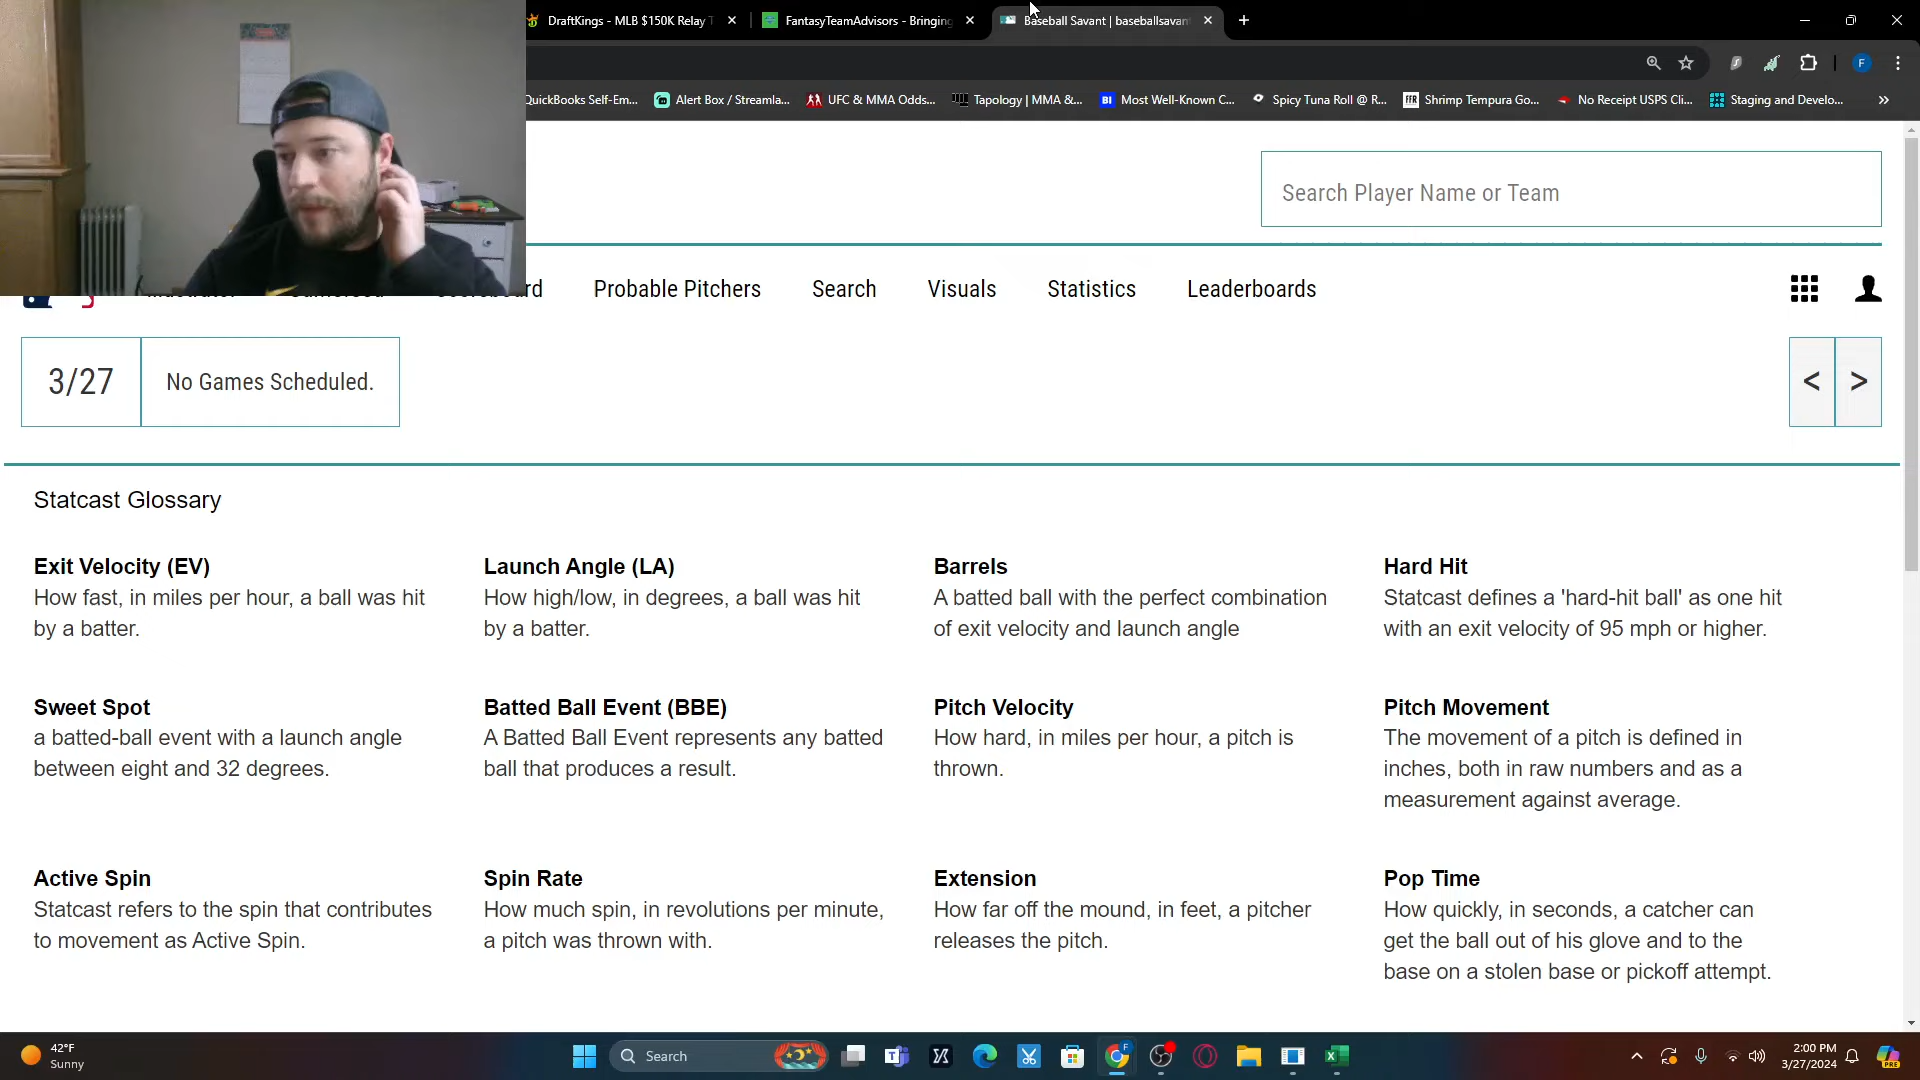 DraftKings - MLB $150K Relay
FantasyTeamAdvisors - Bringing
Baseball Savant | baseballsavant
F
QuickBooks Self-Em...
Alert Box / Streamla...
UFC & MMA Odds...
Tapology | MMA &...
BI
Most Well-Known C...
Spicy Tuna Roll @ R...
FFR
Shrimp Tempura Go...
No Receipt USPS Cli...
Staging and Develo...
»
Search Player Name or Team
Probable Pitchers
Search
Visuals
Statistics
Leaderboards
3/27
No Games Scheduled.
<
>
Statcast Glossary
Exit Velocity (EV)
How fast, in miles per hour, a ball was hit
by a batter.
Launch Angle (LA)
How high/low, in degrees, a ball was hit
by a batter.
Barrels
A batted ball with the perfect combination
of exit velocity and launch angle
Hard Hit
Statcast defines a 'hard-hit ball' as one hit
with an exit velocity of 95 mph or higher.
Sweet Spot
a batted-ball event with a launch angle
between eight and 32 degrees.
Batted Ball Event (BBE)
A Batted Ball Event represents any batted
ball that produces a result.
Pitch Velocity
How hard, in miles per hour, a pitch is
thrown.
Pitch Movement
The movement of a pitch is defined in
inches, both in raw numbers and as a
measurement against average.
Active Spin
Statcast refers to the spin that contributes
to movement as Active Spin.
Spin Rate
How much spin, in revolutions per minute,
a pitch was thrown with.
Extension
How far off the mound, in feet, a pitcher
releases the pitch.
Pop Time
How quickly, in seconds, a catcher can
get the ball out of his glove and to the
base on a stolen base or pickoff attempt.
42°F
Sunny
Search
2:00 PM
3/27/2024